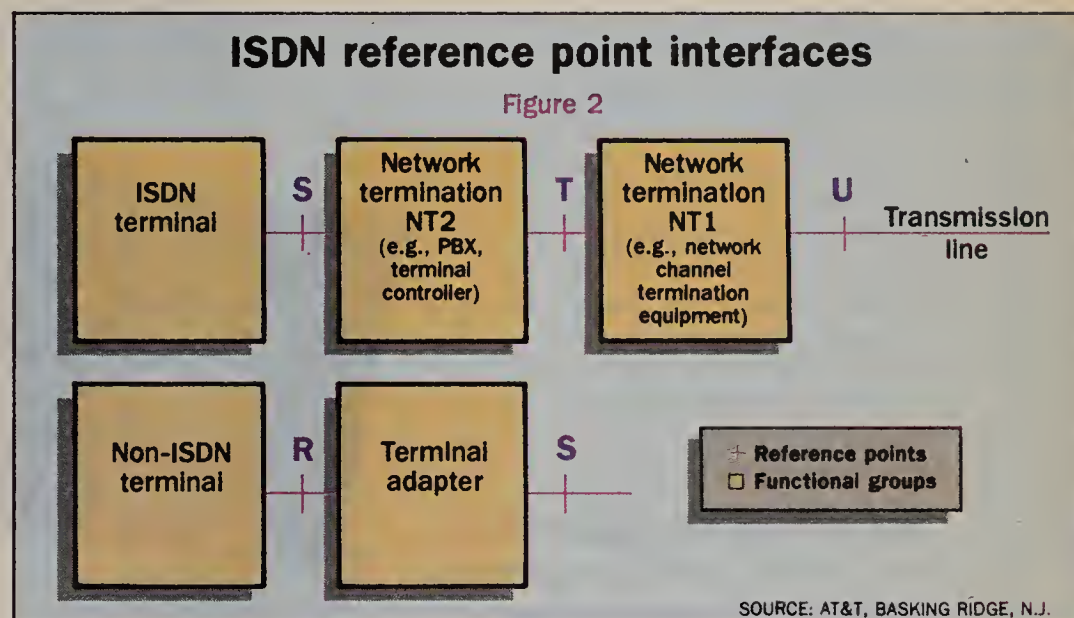 ISDN reference point interfaces
Figure 2
ISDN
terminal
S
Network
termination
NT2
(e.g., PBX,
terminal
controller)
T
Network
termination
NT1
(e.g., network
channel
termination
equipment)
U
Transmission
line
Non-ISDN
terminal
R
Terminal
adapter
S
Reference points
Functional groups
SOURCE: AT&T, BASKING RIDGE, N.J.